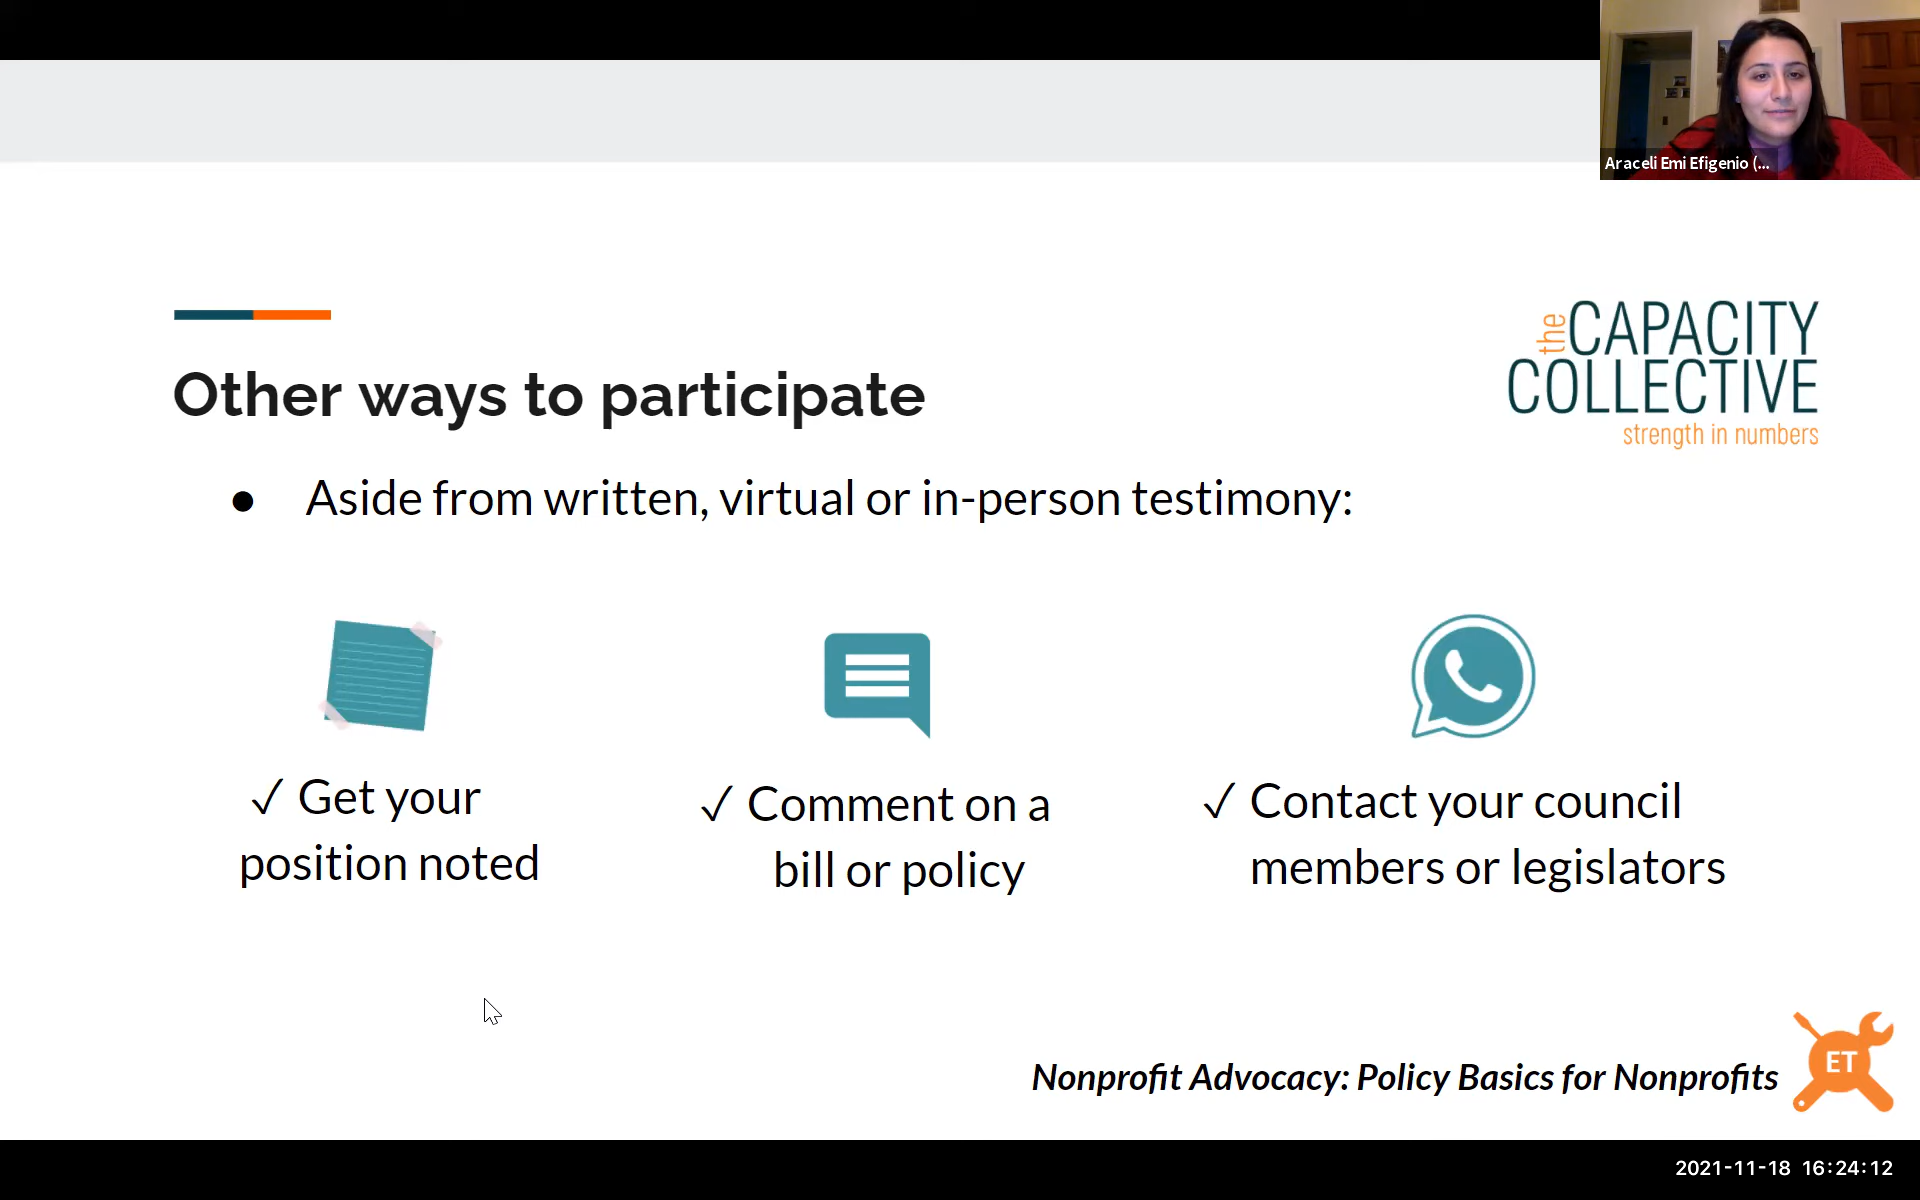 Araceli Emi Efigenio (...
the CAPACITY
COLLECTIVE
strength in numbers
Other ways to participate
● Aside from written, virtual or in-person testimony:
✓ Get your
position noted
✓ Comment on a
bill or policy
✓ Contact your council
members or legislators
Nonprofit Advocacy: Policy Basics for Nonprofits
ET
2021-11-18 16:24:12